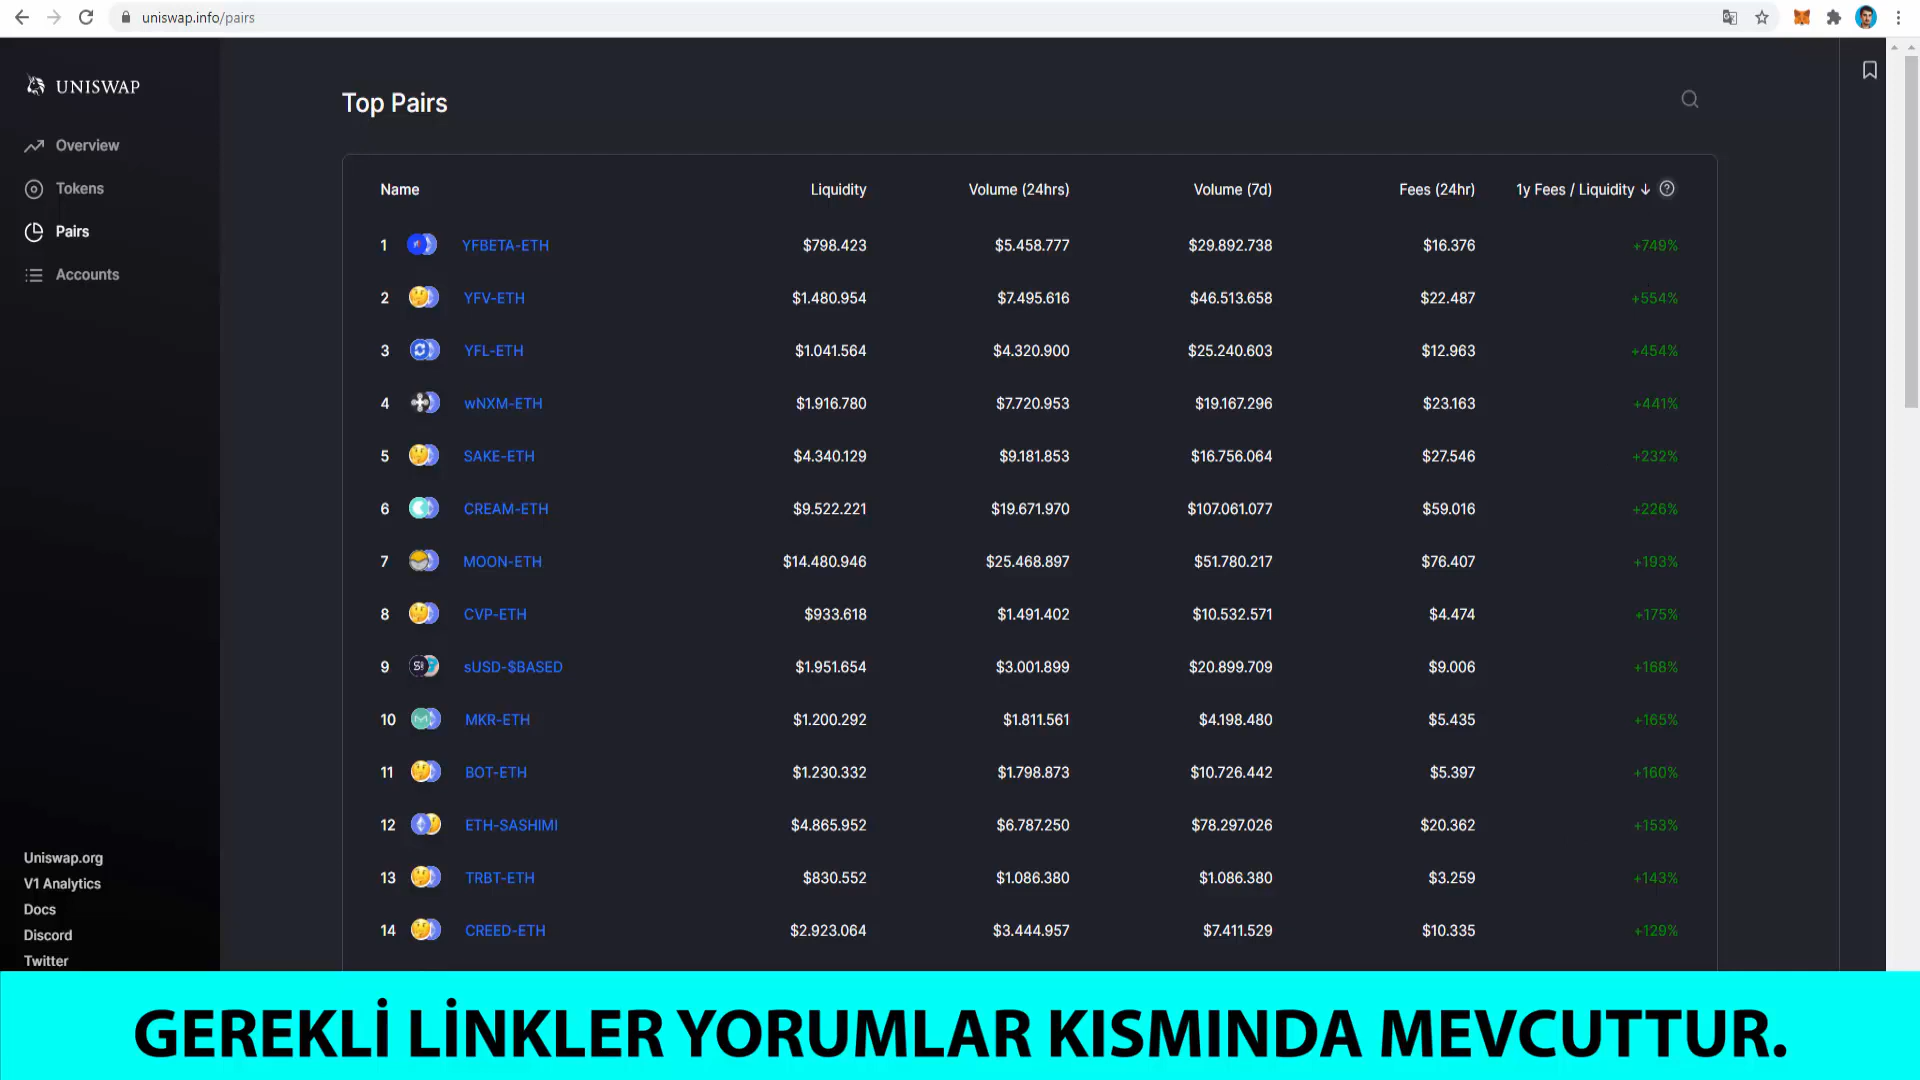 uniswap.info/pairs
UNISWAP
Overview
Tokens
Pairs
Accounts
Uniswap.org
V1 Analytics
Docs
Discord
Twitter
Top Pairs
Name Liquidity Volume (24hrs) Volume (7d) Fees (24hr) 1y Fees / Liquidity ↓ ?
1 YFBETA-ETH $798.423 $5.458.777 $29.892.738 $16.376 +749%
2 YFV-ETH $1.480.954 $7.495.616 $46.513.658 $22.487 +554%
3 YFL-ETH $1.041.564 $4.320.900 $25.240.603 $12.963 +454%
4 wNXM-ETH $1.916.780 $7.720.953 $19.167.296 $23.163 +441%
5 SAKE-ETH $4.340.129 $9.181.853 $16.756.064 $27.546 +232%
6 CREAM-ETH $9.522.221 $19.671.970 $107.061.077 $59.016 +226%
7 MOON-ETH $14.480.946 $25.468.897 $51.780.217 $76.407 +193%
8 CVP-ETH $933.618 $1.491.402 $10.532.571 $4.474 +175%
9 sUSD-$BASED $1.951.654 $3.001.899 $20.899.709 $9.006 +168%
10 MKR-ETH $1.200.292 $1.811.561 $4.198.480 $5.435 +165%
11 BOT-ETH $1.230.332 $1.798.873 $10.726.442 $5.397 +160%
12 ETH-SASHIMI $4.865.952 $6.787.250 $78.297.026 $20.362 +153%
13 TRBT-ETH $830.552 $1.086.380 $1.086.380 $3.259 +143%
14 CREED-ETH $2.923.064 $3.444.957 $7.411.529 $10.335 +129%
GEREKLİ LİNKLER YORUMLAR KISMINDA MEVCUTTUR.